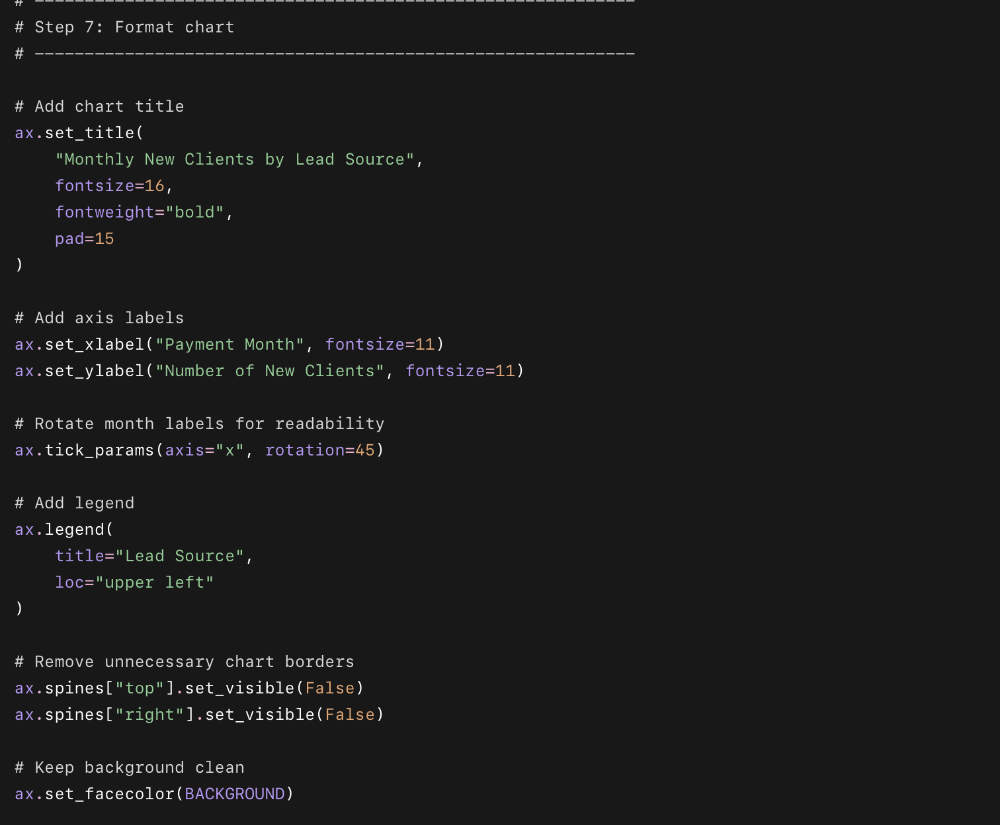 # ------------------------------------------------------------
# Step 7: Format chart
# ------------------------------------------------------------

# Add chart title
ax.set_title(
    "Monthly New Clients by Lead Source",
    fontsize=16,
    fontweight="bold",
    pad=15
)

# Add axis labels
ax.set_xlabel("Payment Month", fontsize=11)
ax.set_ylabel("Number of New Clients", fontsize=11)

# Rotate month labels for readability
ax.tick_params(axis="x", rotation=45)

# Add legend
ax.legend(
    title="Lead Source",
    loc="upper left"
)

# Remove unnecessary chart borders
ax.spines["top"].set_visible(False)
ax.spines["right"].set_visible(False)

# Keep background clean
ax.set_facecolor(BACKGROUND)